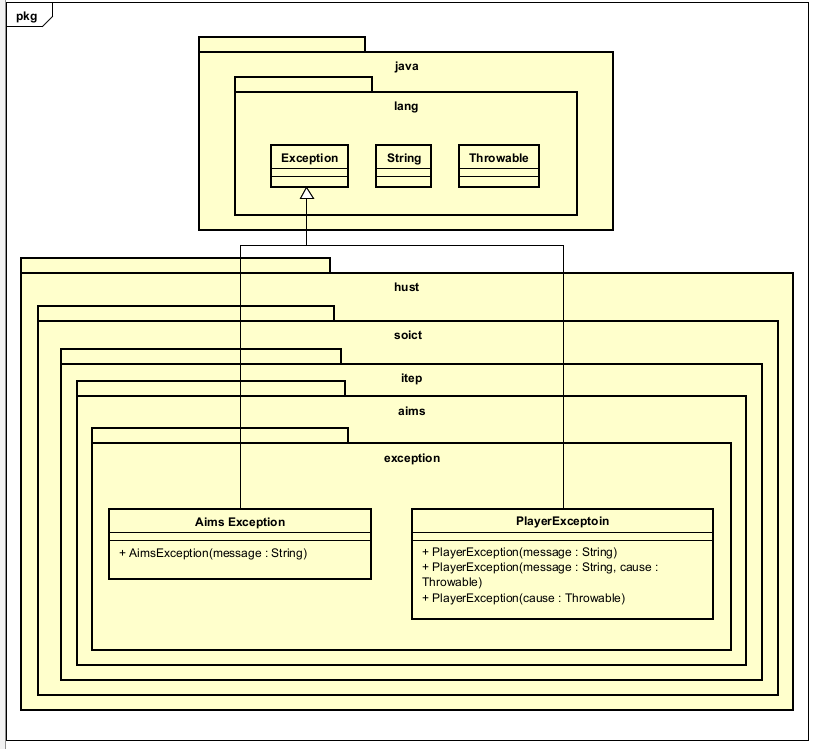 pkg
java
lang
Exception
String
Throwable
hust
soict
itep
aims
exception
Aims Exception
+ AimsException(message : String)
PlayerExceptoin
+ PlayerException(message : String)
+ PlayerException(message : String, cause :
Throwable)
+ PlayerException(cause : Throwable)